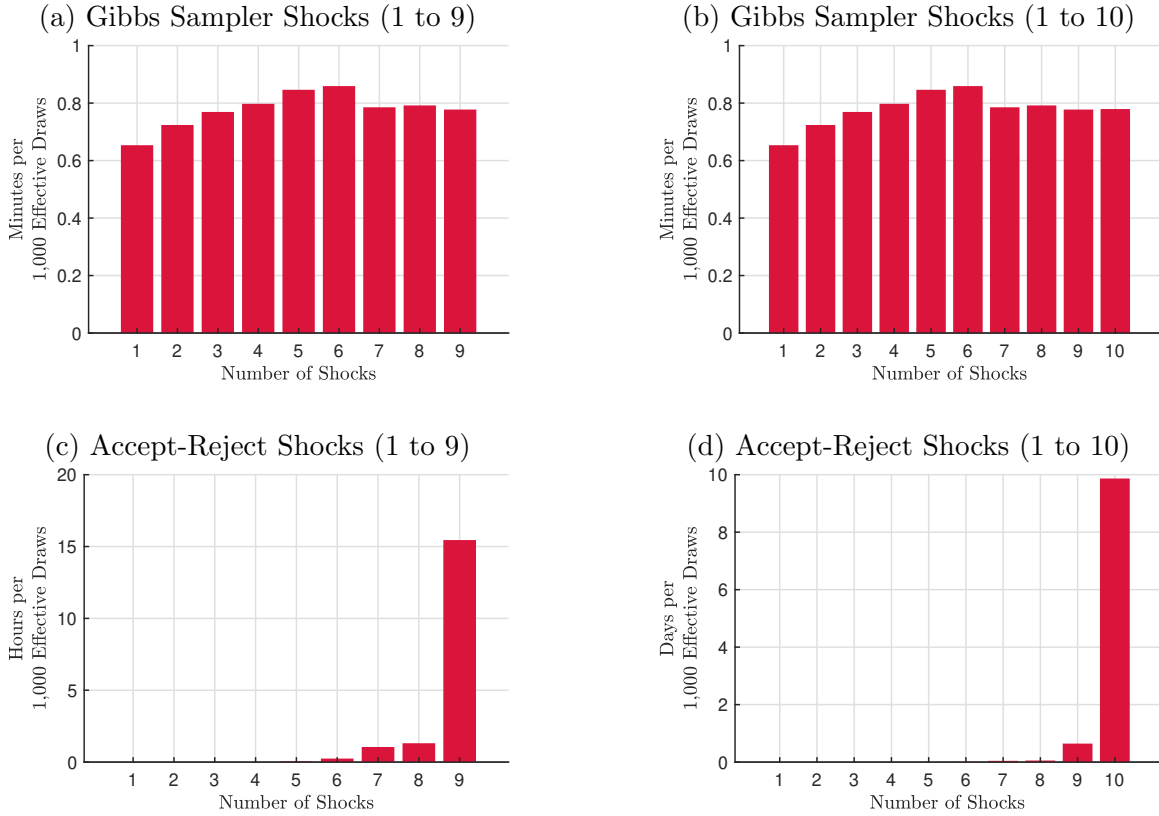 (a) Gibbs Sampler Shocks (1 to 9)
Minutes per
1,000 Effective Draws
1
0.8
0.6
0.4
0.2
0
1 2 3 4 5 6 7 8 9
Number of Shocks
(b) Gibbs Sampler Shocks (1 to 10)
Minutes per
1,000 Effective Draws
1
0.8
0.6
0.4
0.2
0
1 2 3 4 5 6 7 8 9 10
Number of Shocks
(c) Accept-Reject Shocks (1 to 9)
Hours per
1,000 Effective Draws
20
15
10
5
0
1 2 3 4 5 6 7 8 9
Number of Shocks
(d) Accept-Reject Shocks (1 to 10)
Days per
1,000 Effective Draws
10
8
6
4
2
0
1 2 3 4 5 6 7 8 9 10
Number of Shocks